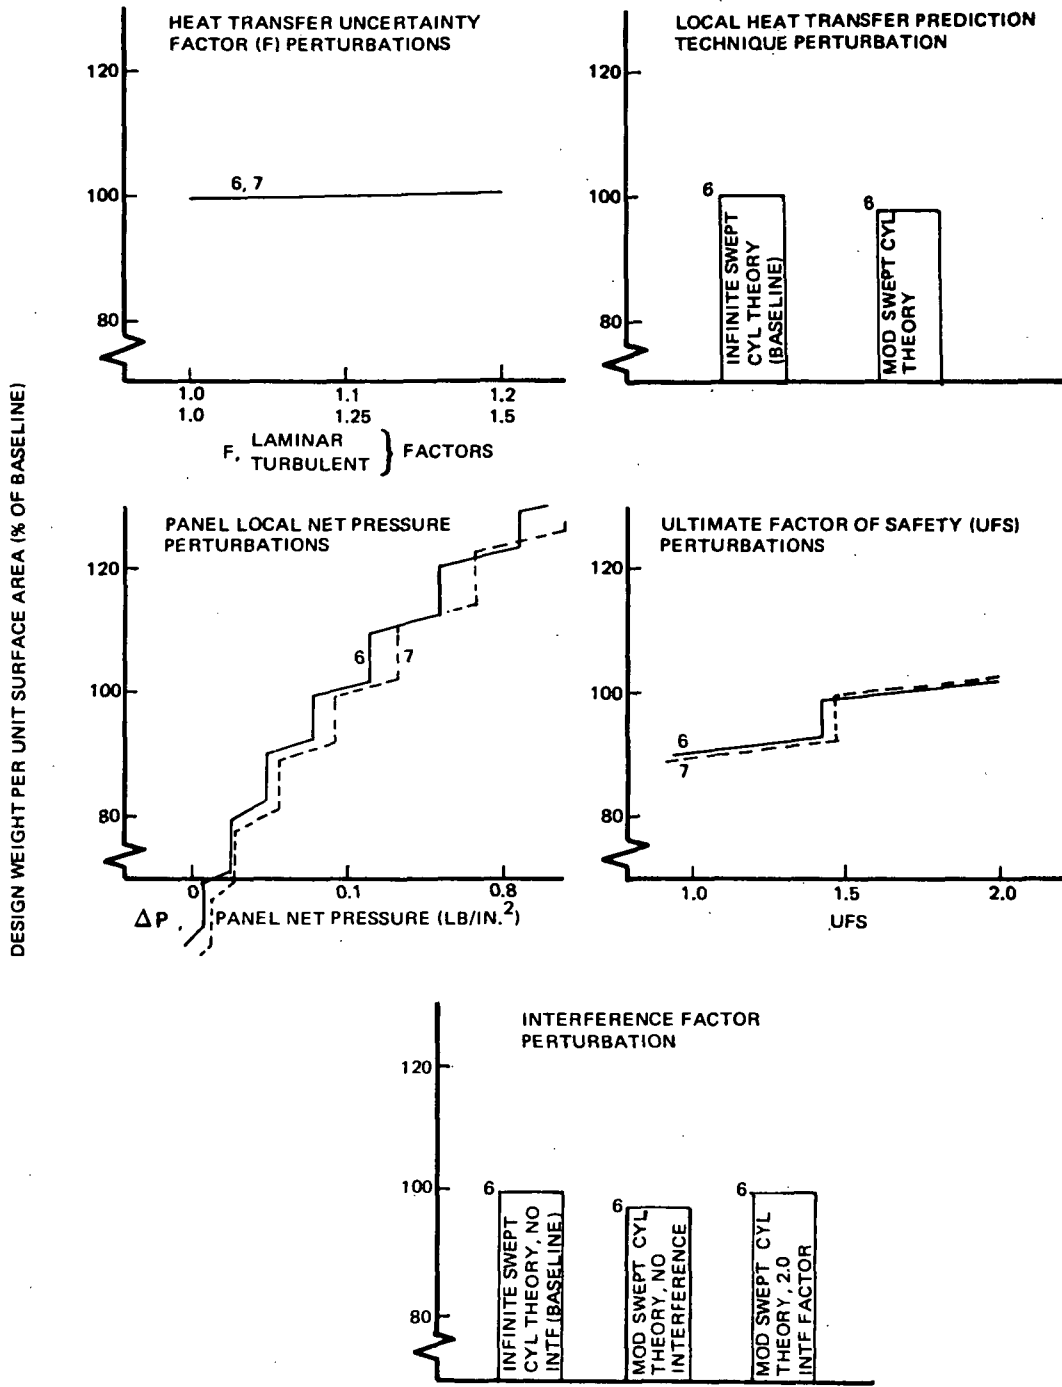 DESIGN WEIGHT PER UNIT SURFACE AREA (% OF BASELINE)
HEAT TRANSFER UNCERTAINTY
FACTOR (F) PERTURBATIONS
120
100
80
6, 7
1.0 1.1 1.2
1.0 1.25 1.5
F, LAMINAR
TURBULENT } FACTORS
LOCAL HEAT TRANSFER PREDICTION
TECHNIQUE PERTURBATION
120
100
80
6
INFINITE SWEPT
CYL THEORY
(BASELINE)
6
MOD SWEPT CYL
THEORY
PANEL LOCAL NET PRESSURE
PERTURBATIONS
120
100
80
6 7
0 0.1 0.8
ΔP, PANEL NET PRESSURE (LB/IN.²)
ULTIMATE FACTOR OF SAFETY (UFS)
PERTURBATIONS
120
100
80
6
7
1.0 1.5 2.0
UFS
INTERFERENCE FACTOR
PERTURBATION
120
100
80
6
INFINITE SWEPT
CYL THEORY, NO
INTF (BASELINE)
6
MOD SWEPT CYL
THEORY, NO
INTERFERENCE
6
MOD SWEPT CYL
THEORY, 2.0
INTF FACTOR